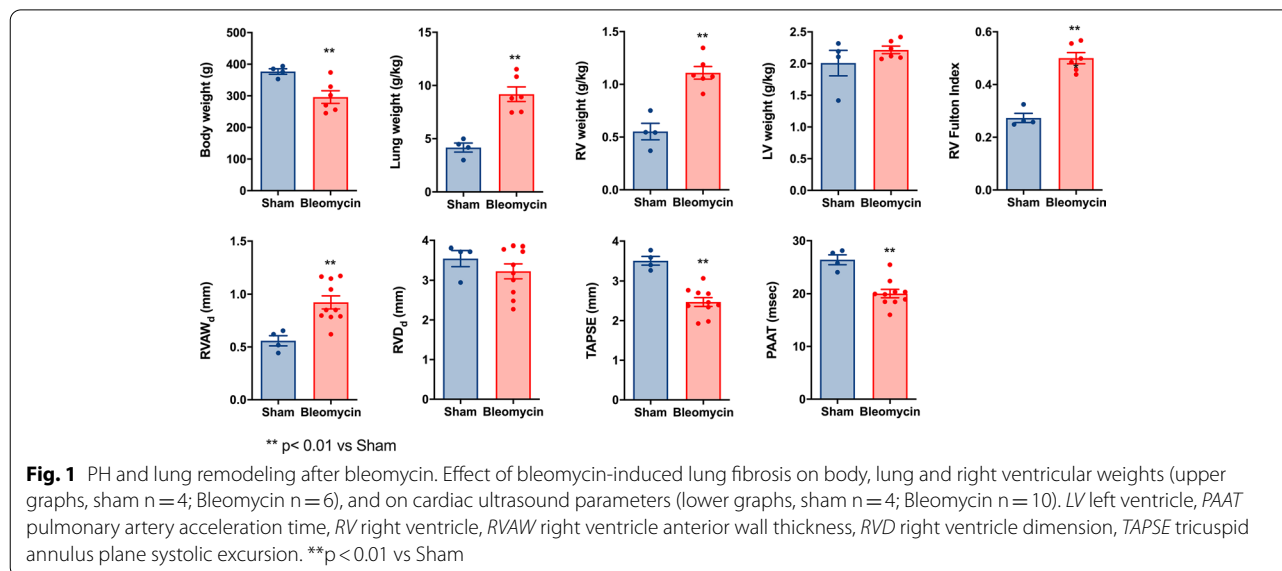 500
400
300
200
100
0
Body weight (g)
**
Sham Bleomycin
15
10
5
0
Lung weight (g/kg)
**
Sham Bleomycin
1.5
1.0
0.5
0.0
RV weight (g/kg)
**
Sham Bleomycin
2.5
2.0
1.5
1.0
0.5
0.0
LV weight (g/kg)
Sham Bleomycin
0.6
0.4
0.2
0.0
RV Fulton Index
**
Sham Bleomycin
1.5
1.0
0.5
0.0
RVAWd (mm)
**
Sham Bleomycin
4
3
2
1
0
RVDd (mm)
Sham Bleomycin
4
3
2
1
0
TAPSE (mm)
**
Sham Bleomycin
30
20
10
0
PAAT (msec)
**
Sham Bleomycin
** p< 0.01 vs Sham
Fig. 1 PH and lung remodeling after bleomycin. Effect of bleomycin-induced lung fibrosis on body, lung and right ventricular weights (upper
graphs, sham n = 4; Bleomycin n = 6), and on cardiac ultrasound parameters (lower graphs, sham n = 4; Bleomycin n = 10). LV left ventricle, PAAT
pulmonary artery acceleration time, RV right ventricle, RVAW right ventricle anterior wall thickness, RVD right ventricle dimension, TAPSE tricuspid
annulus plane systolic excursion. **p < 0.01 vs Sham